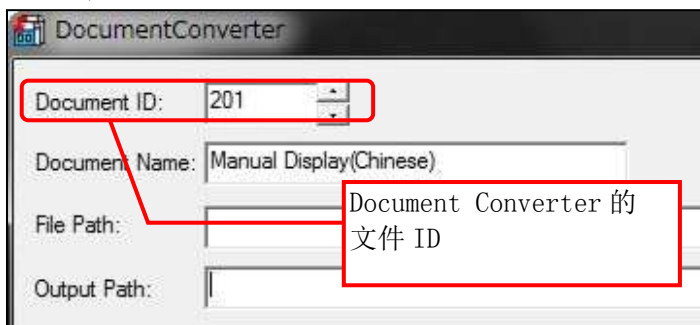 DocumentConverter
Document ID: 201
Document Name: Manual Display(Chinese)
File Path:
Document Converter 的
文件 ID
Output Path: